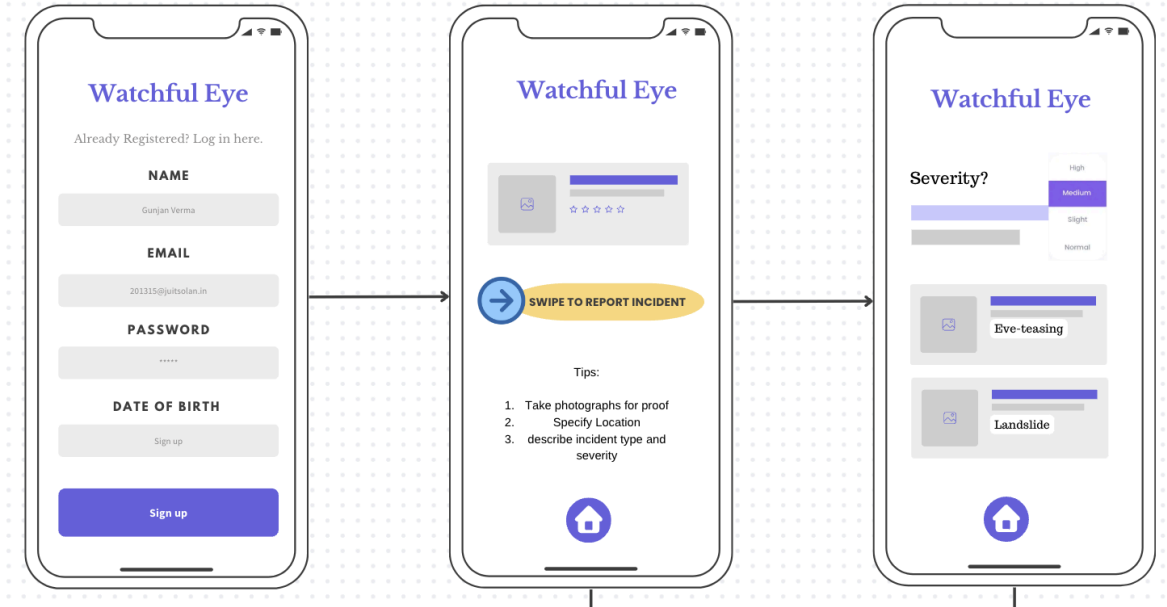 Watchful Eye
Already Registered? Log in here.
NAME
Gunjan Verma
EMAIL
201315@juitsolan.in
PASSWORD
*****
DATE OF BIRTH
Sign up
Sign up
Watchful Eye
SWIPE TO REPORT INCIDENT
Tips:
1. Take photographs for proof
2. Specify Location
3. describe incident type and
severity
Watchful Eye
Severity?
High
Medium
Slight
Normal
Eve-teasing
Landslide